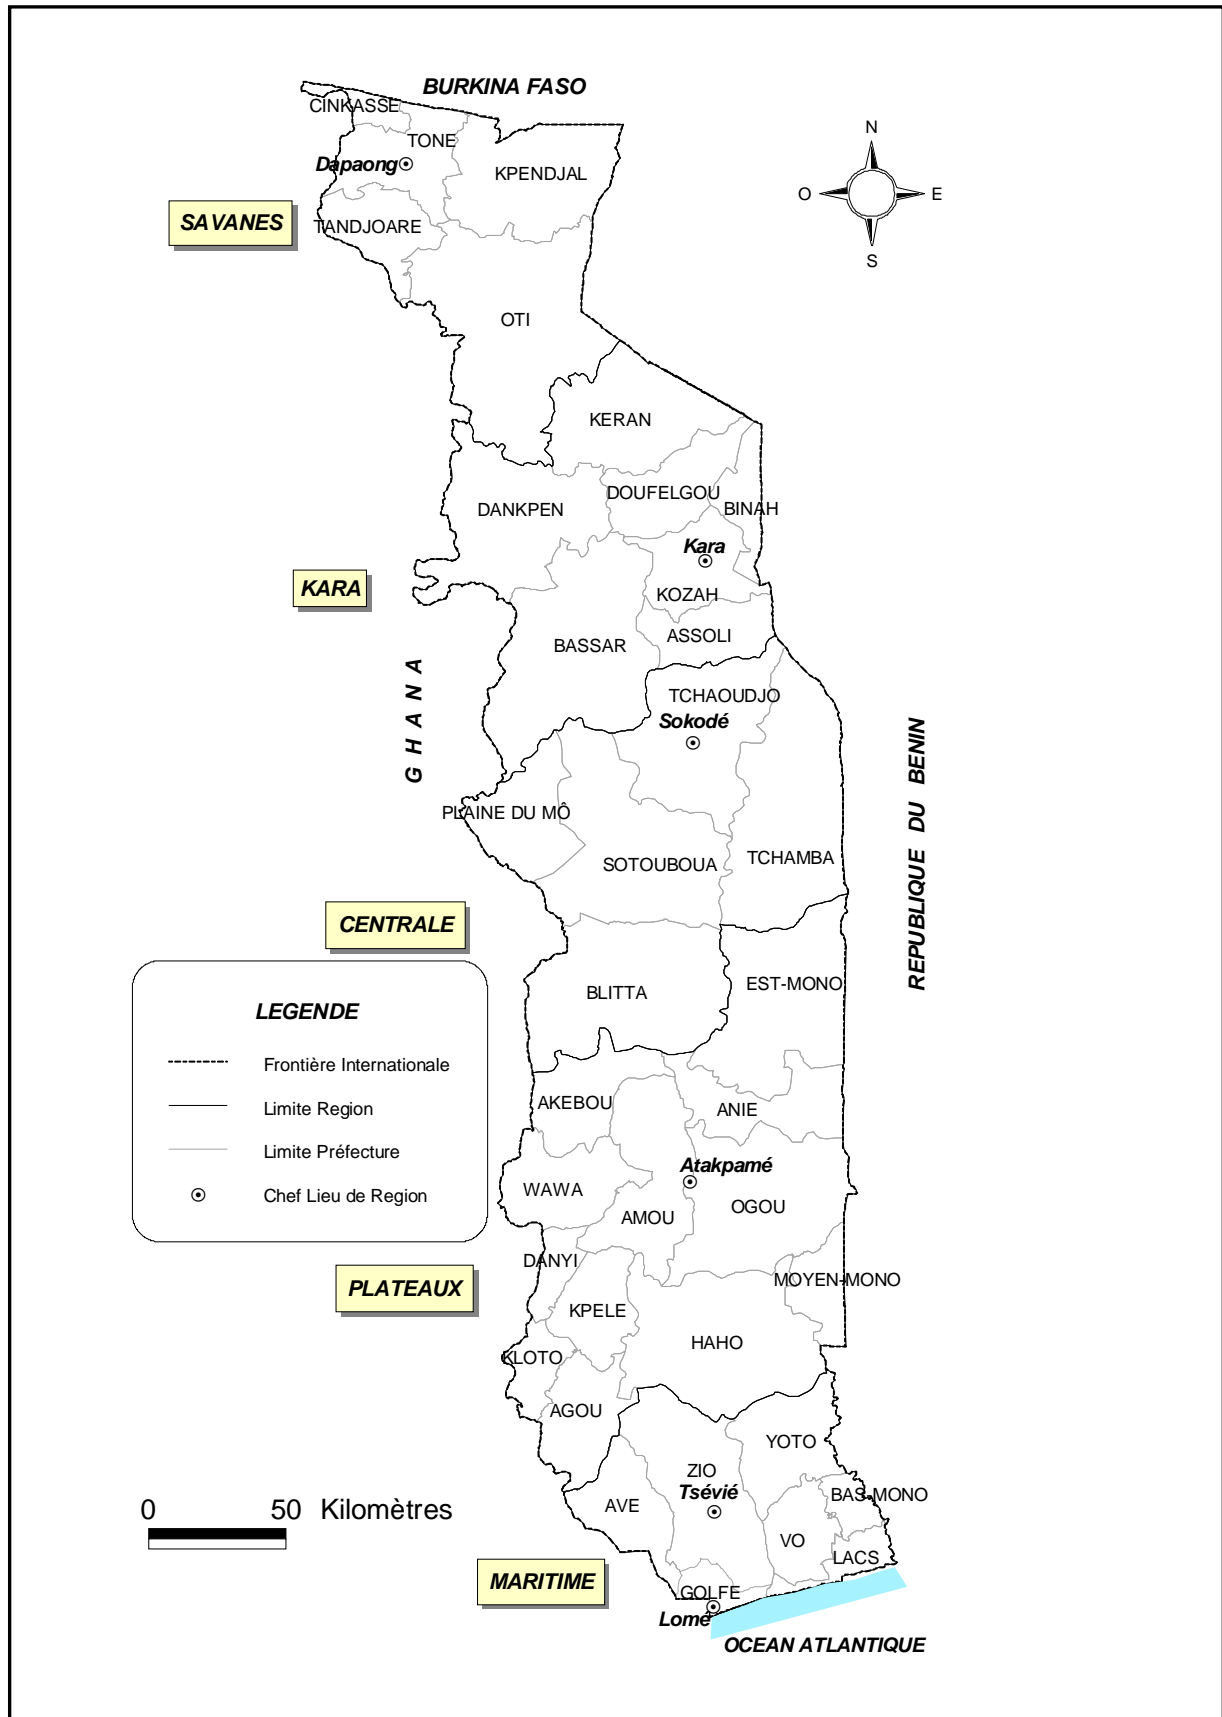 BURKINA FASO
CINKASSE
TONE
Dapaong
KPENDJAL
N
O
E
S
SAVANES
TANDJOARE
OTI
KERAN
DOUFELGOU
DANKPEN
BINAH
Kara
KARA
KOZAH
ASSOLI
BASSAR
GHANA
TCHAOUDJO
Sokodé
REPUBLIQUE DU BENIN
PLAINE DU MÔ
SOTOUBOUA
TCHAMBA
CENTRALE
BLITTA
EST-MONO
LEGENDE
Frontière Internationale
Limite Region
Limite Préfecture
Chef Lieu de Region
AKEBOU
ANIE
Atakpamé
WAWA
OGOU
AMOU
DANYI
MOYEN-MONO
PLATEAUX
KPELE
HAHO
KLOTO
AGOU
YOTO
ZIO
Tsévié
BAS-MONO
AVE
0 50 Kilomètres
VO
LACS
MARITIME
GOLFE
Lomé
OCEAN ATLANTIQUE